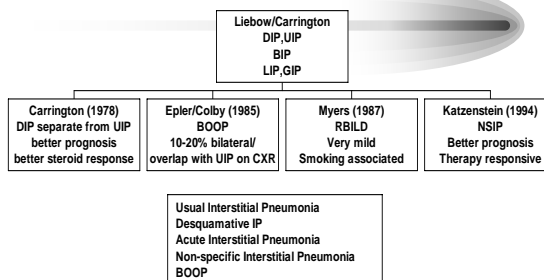 Liebow/Carrington
DIP,UIP
BIP
LIP,GIP
Carrington (1978)
DIP separate from UIP
better prognosis
better steroid response
Epler/Colby (1985)
BOOP
10-20% bilateral/
overlap with UIP on CXR
Myers (1987)
RBILD
Very mild
Smoking associated
Katzenstein (1994)
NSIP
Better prognosis
Therapy responsive
Usual Interstitial Pneumonia
Desquamative IP
Acute Interstitial Pneumonia
Non-specific Interstitial Pneumonia
BOOP